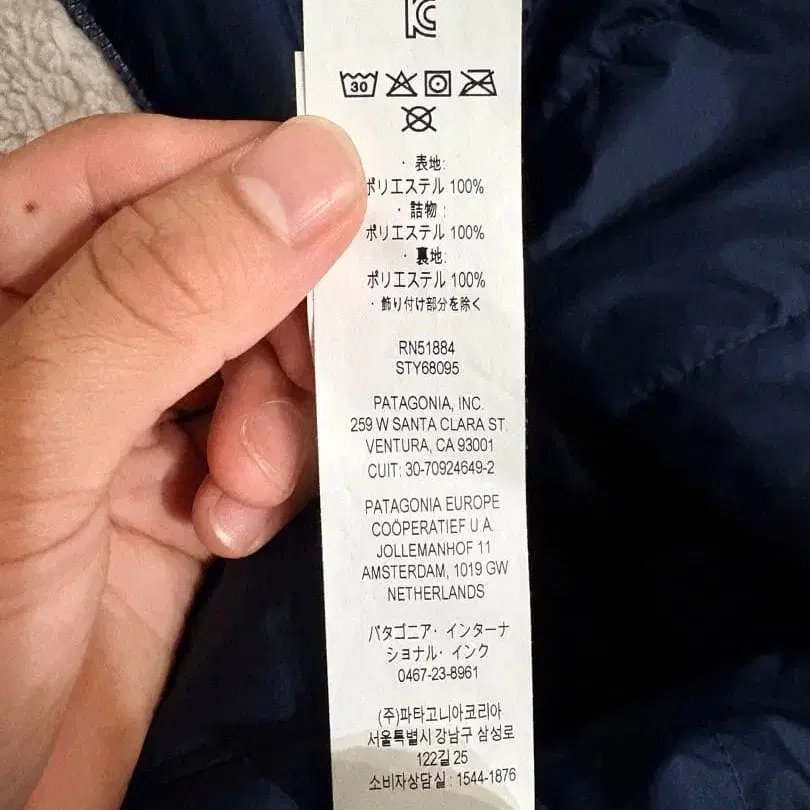 30
・表地:
ポリエステル 100%
・詰物:
ポリエステル 100%
・裏地:
ポリエステル 100%
・飾り付け部分を除く
RN51884
STY68095
PATAGONIA, INC.
259 W SANTA CLARA ST.
VENTURA, CA 93001
CUIT: 30-70924649-2
PATAGONIA EUROPE
COÖPERATIEF U.A.
JOLLEMANHOF 11
AMSTERDAM, 1019 GW
NETHERLANDS
パタゴニア・インターナ
ショナル・インク
0467-23-8961
(주)파타고니아코리아
서울특별시 강남구 삼성로
122길 25
소비자상담실 : 1544-1876